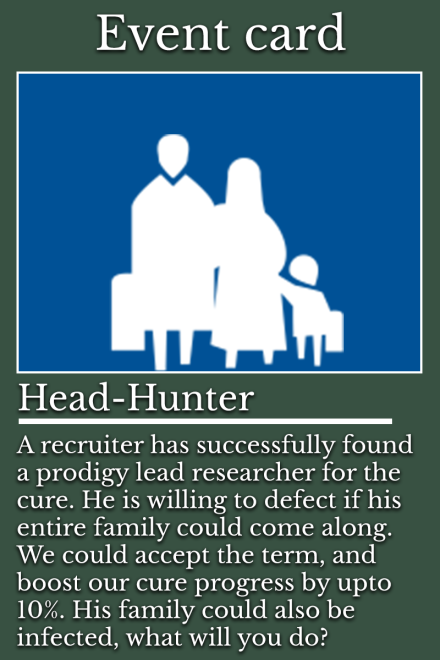 Event card
Head-Hunter
A recruiter has successfully found
a prodigy lead researcher for the
cure. He is willing to defect if his
entire family could come along.
We could accept the term, and
boost our cure progress by upto
10%. His family could also be
infected, what will you do?